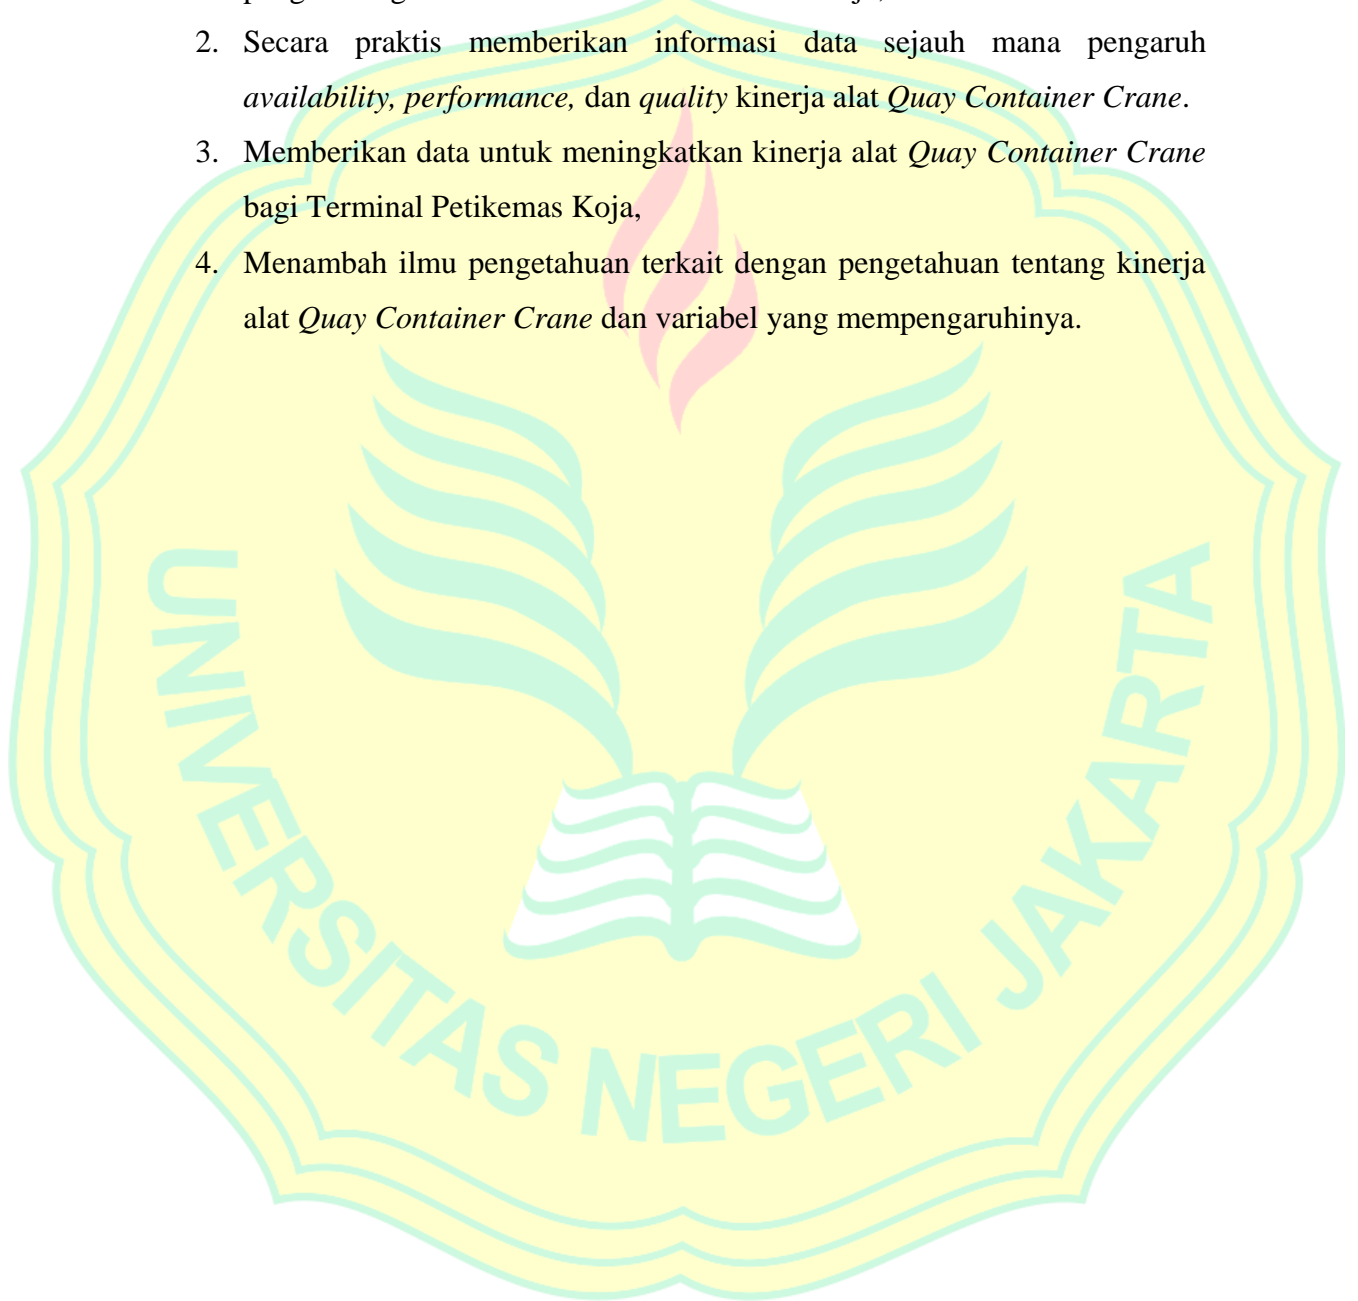 2. Secara praktis memberikan informasi data sejauh mana pengaruh
availability, performance, dan quality kinerja alat Quay Container Crane.
3. Memberikan data untuk meningkatkan kinerja alat Quay Container Crane
bagi Terminal Petikemas Koja,
4. Menambah ilmu pengetahuan terkait dengan pengetahuan tentang kinerja
alat Quay Container Crane dan variabel yang mempengaruhinya.
UNIVERSITAS NEGERI JAKARTA